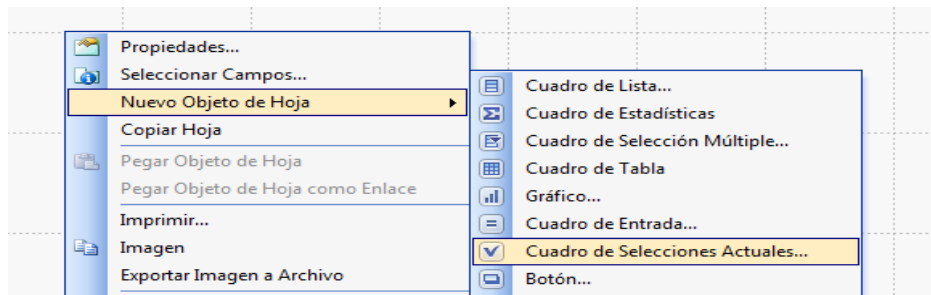 Propiedades...
Seleccionar Campos...
Nuevo Objeto de Hoja
Copiar Hoja
Pegar Objeto de Hoja
Pegar Objeto de Hoja como Enlace
Imprimir...
Imagen
Exportar Imagen a Archivo
Cuadro de Lista...
Cuadro de Estadísticas
Cuadro de Selección Múltiple...
Cuadro de Tabla
Gráfico...
Cuadro de Entrada...
Cuadro de Selecciones Actuales...
Botón...